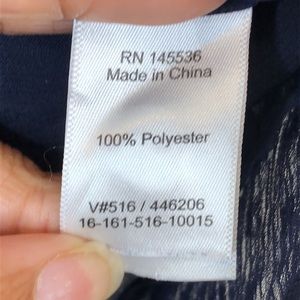 RN 145536
Made in China
100% Polyester
V#516 / 446206
16-161-516-10015